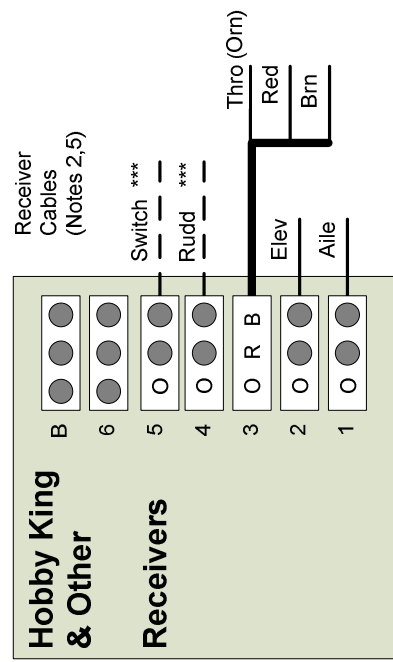 Hobby King
& Other
Receivers
B
6
5
4
3
2
1
O
O
O R B
O
O
Receiver
Cables
(Notes 2,5)
Switch ***
Rudd ***
Thro (Orn)
Red
Brn
Elev
Aile